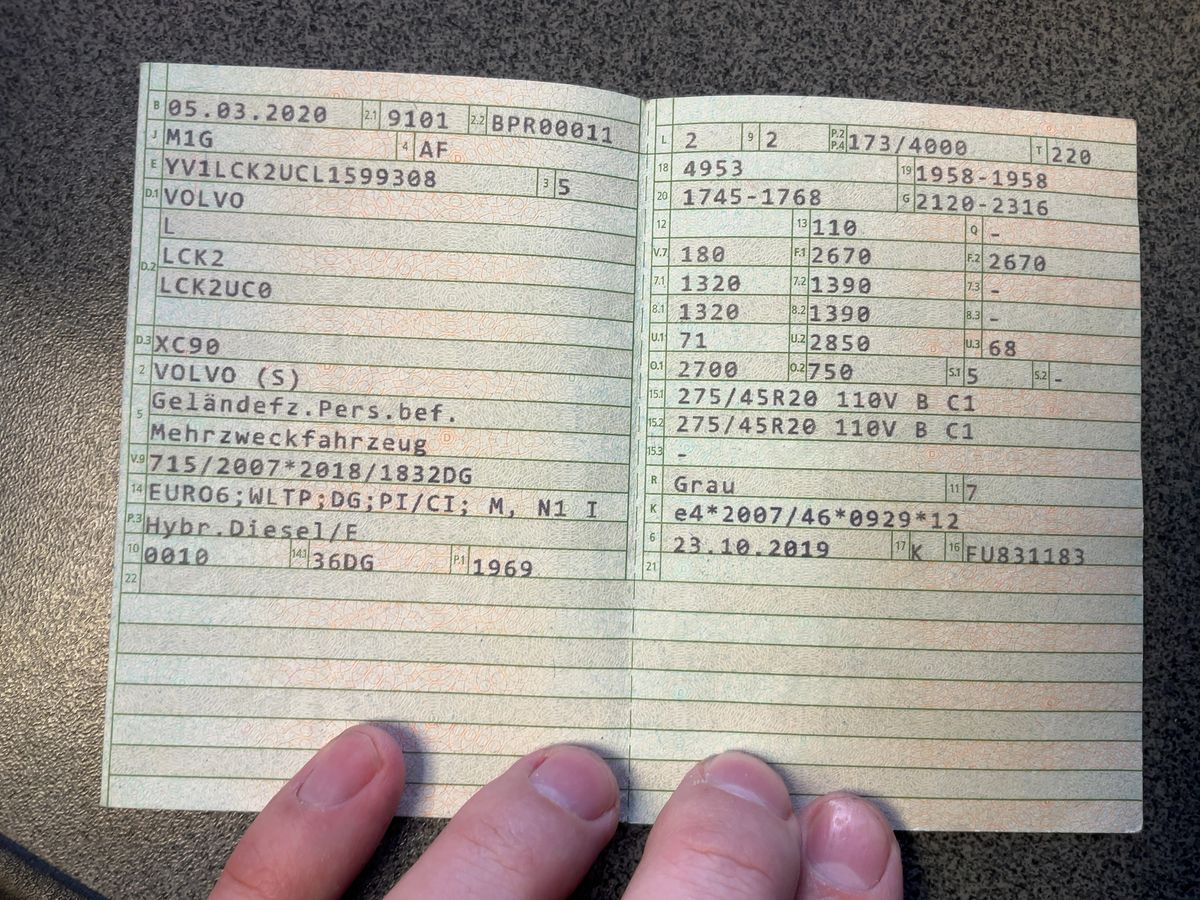 B 05.03.2020 2.1 9101 2.2 BPR00011
J M1G 4 AF
E YV1LCK2UCL1599308 3 5
D.1 VOLVO
L
D.2 LCK2
LCK2UC0
D.3 XC90
2 VOLVO (S)
5 Geländefz.Pers.bef.
Mehrzweckfahrzeug
V.9 715/2007*2018/1832DG
14 EURO6;WLTP;DG;PI/CI; M, N1 I
P.3 Hybr.Diesel/E
10 0010 14.1 36DG P.1 1969
22
L 2 9 2 P.2 P.4 173/4000 T 220
18 4953 19 1958-1958
20 1745-1768 G 2120-2316
12 13 110 Q -
V.7 180 F.1 2670 F.2 2670
7.1 1320 7.2 1390 7.3 -
8.1 1320 8.2 1390 8.3 -
U.1 71 U.2 2850 U.3 68
O.1 2700 O.2 750 S.1 5 S.2 -
15.1 275/45R20 110V B C1
15.2 275/45R20 110V B C1
15.3 -
R Grau 11 7
K e4*2007/46*0929*12
6 23.10.2019 17 K 16 FU831183
21